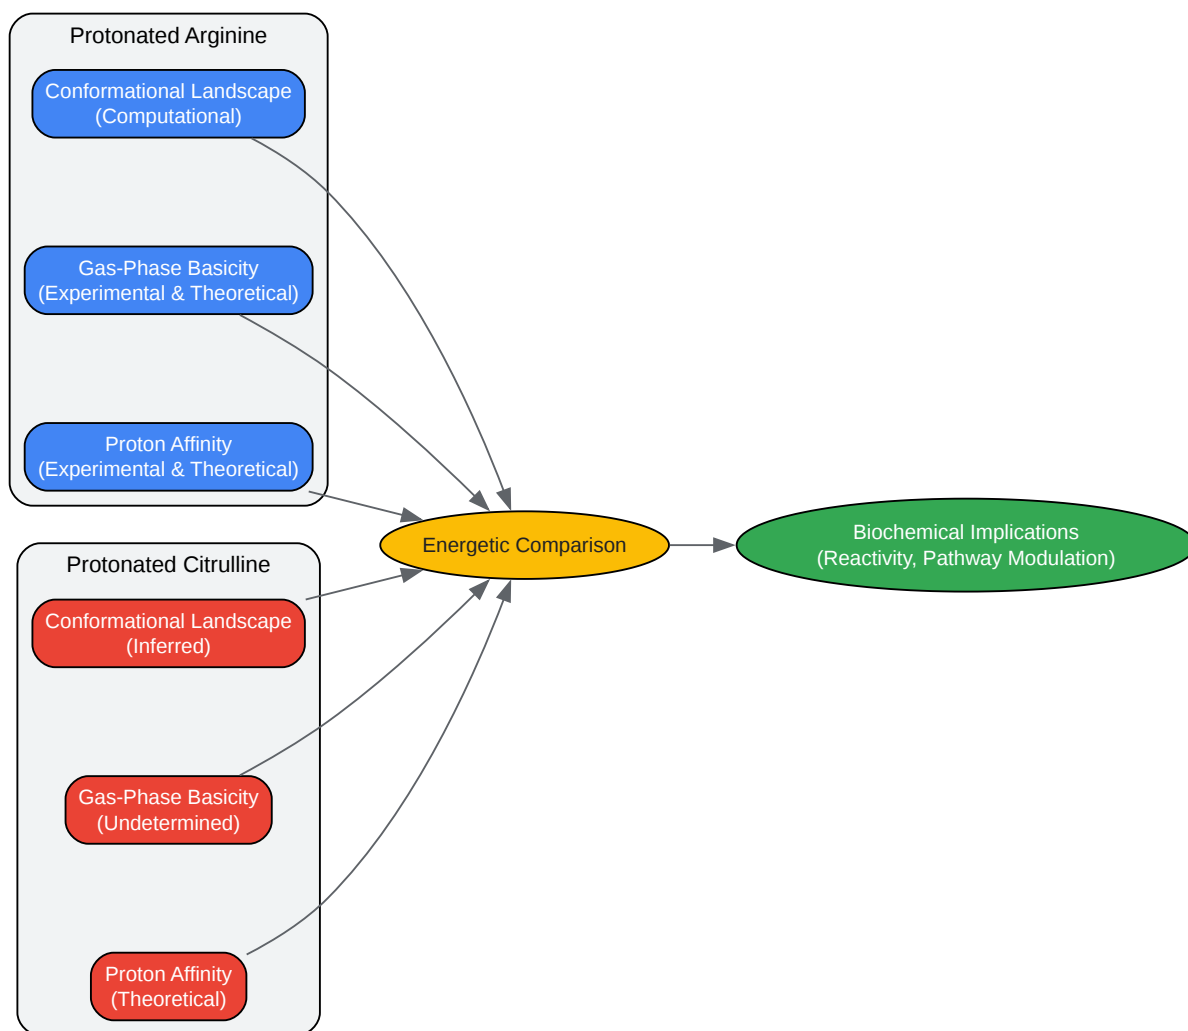 Protonated Arginine
Conformational Landscape
(Computational)
Gas-Phase Basicity
(Experimental & Theoretical)
Proton Affinity
(Experimental & Theoretical)
Protonated Citrulline
Conformational Landscape
(Inferred)
Gas-Phase Basicity
(Undetermined)
Proton Affinity
(Theoretical)
Energetic Comparison
Biochemical Implications
(Reactivity, Pathway Modulation)